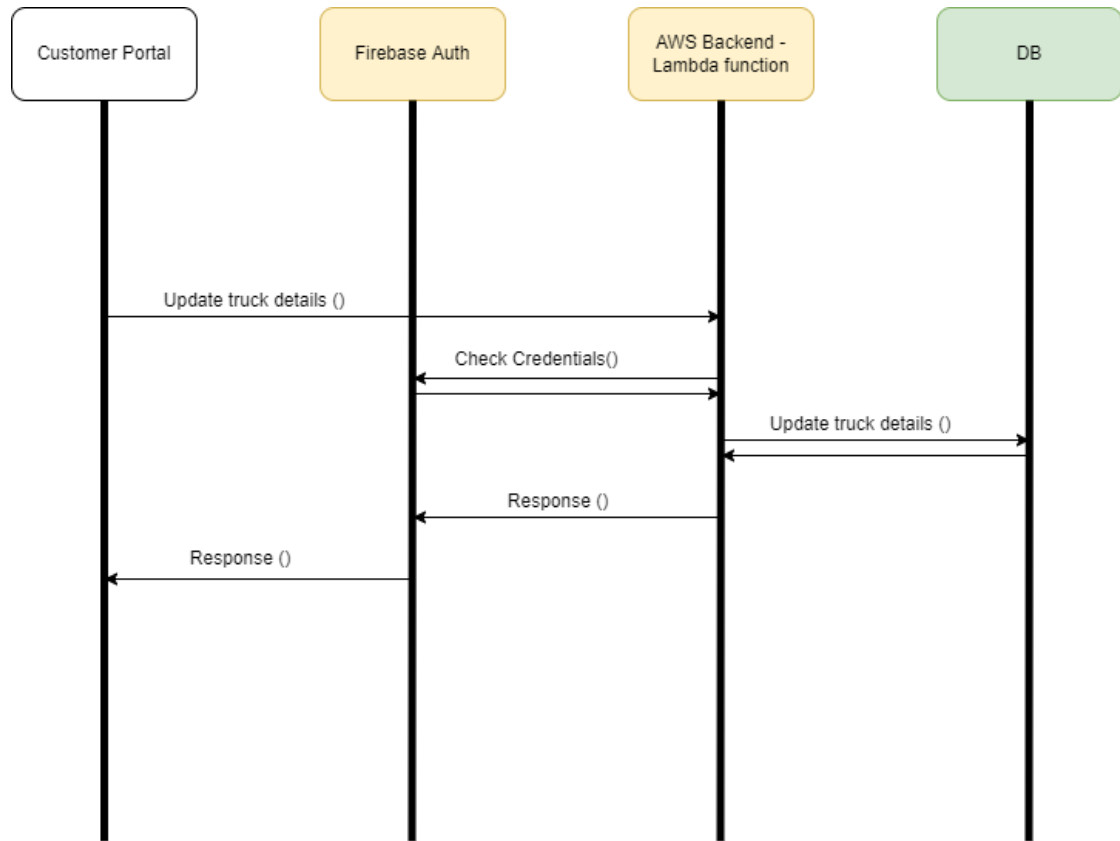 Customer Portal
Firebase Auth
AWS Backend -
Lambda function
DB
Update truck details ()
Check Credentials()
Update truck details ()
Response ()
Response ()